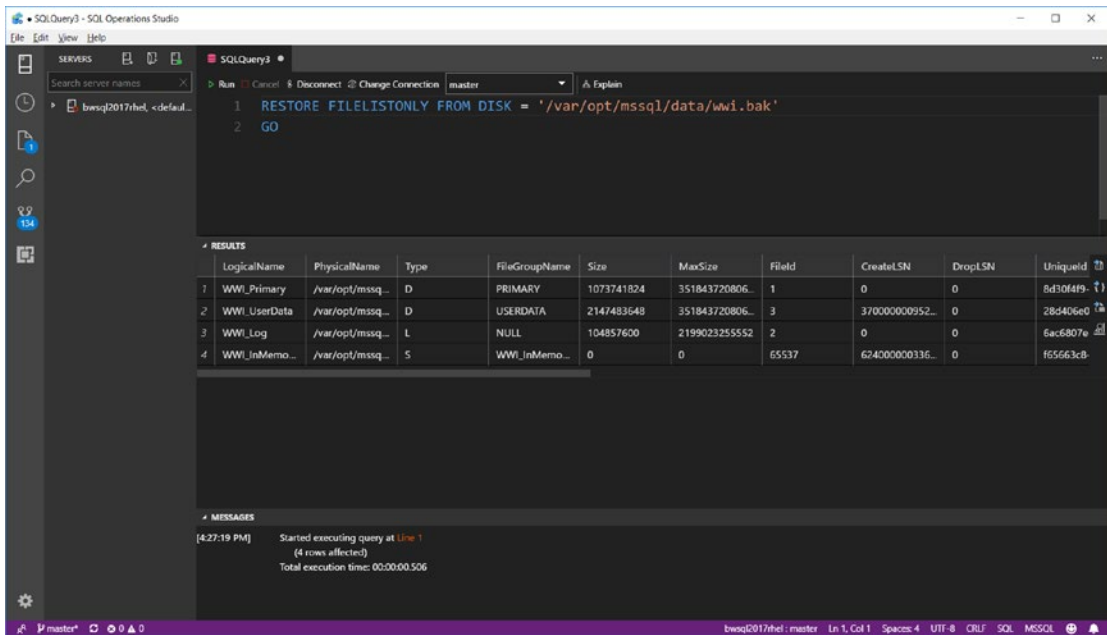 ● SQLQuery3 - SQL Operations Studio
File Edit View Help
SERVERS
SQLQuery3 ●
Search server names
Run Cancel Disconnect Change Connection master Explain
bwsql2017rhel, <defaul...
1 RESTORE FILELISTONLY FROM DISK = '/var/opt/mssql/data/wwi.bak'
2 GO
1
134
RESULTS
LogicalName PhysicalName Type FileGroupName Size MaxSize FileId CreateLSN DropLSN UniqueId
1 WWI_Primary /var/opt/mssq... D PRIMARY 1073741824 351843720806... 1 0 0 8d30f4f9-
2 WWI_UserData /var/opt/mssq... D USERDATA 2147483648 351843720806... 3 37000000952... 0 28d406e0
3 WWI_Log /var/opt/mssq... L NULL 104857600 2199023255552 2 0 0 6ac6807e
4 WWI_InMemo... /var/opt/mssq... S WWI_InMemo... 0 0 65537 624000000336... 0 f65663c8-
MESSAGES
[4:27:19 PM] Started executing query at Line 1
(4 rows affected)
Total execution time: 00:00:00.506
master* 0 0 bwsql2017rhel : master Ln 1, Col 1 Spaces: 4 UTF-8 CRLF SQL MSSQL